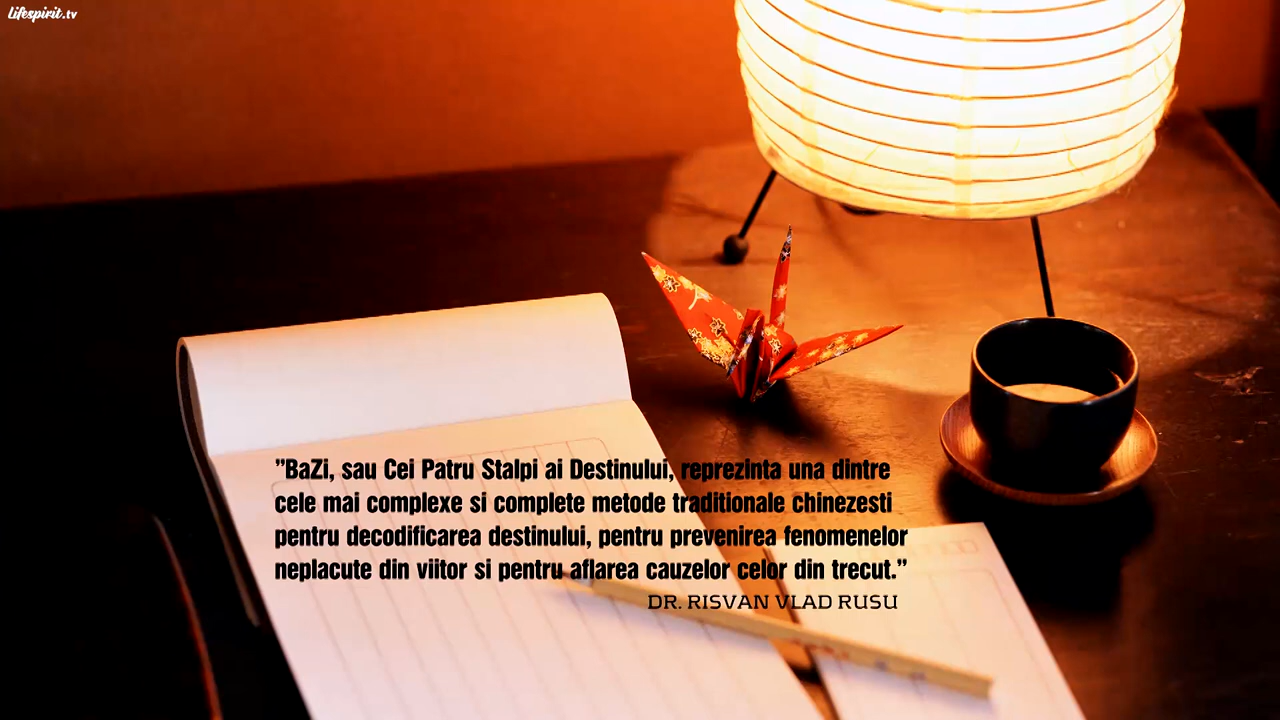 Lifespirit.tv
”BaZi, sau Cei Patru Stalpi ai Destinului, reprezinta una dintre
cele mai complexe si complete metode traditionale chinezesti
pentru decodificarea destinului, pentru prevenirea fenomenelor
neplacute din viitor si pentru aflarea cauzelor celor din trecut.”
DR. RISVAN VLAD RUSU